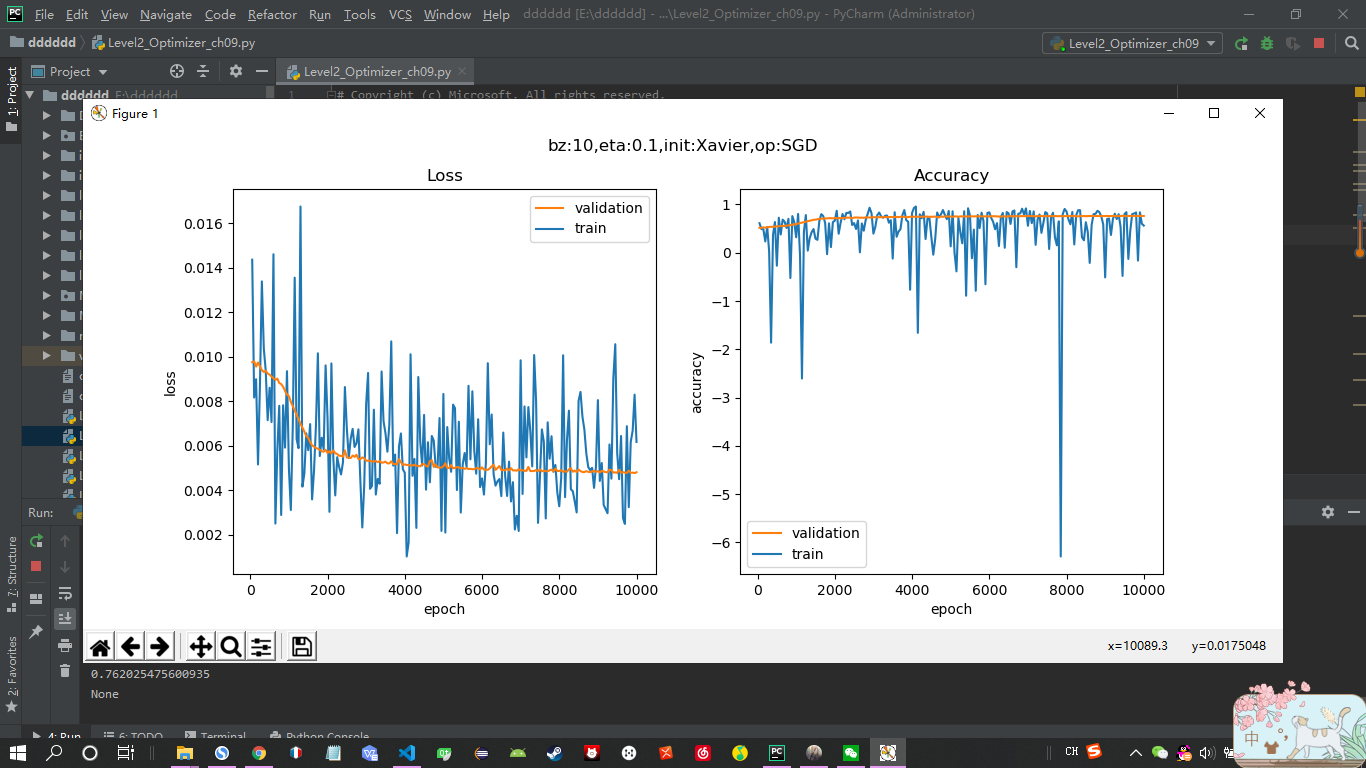 File Edit View Navigate Code Refactor Run Tools VCS Window Help dddddd [E:\dddddd] - ...\Level2_Optimizer_ch09.py - PyCharm (Administrator)
dddddd Level2_Optimizer_ch09.py Level2_Optimizer_ch09
1: Project
Project Level2_Optimizer_ch09.py
dddddd E:\dddddd 1 # Copyright (c) Microsoft. All rights reserved.
Figure 1
bz:10,eta:0.1,init:Xavier,op:SGD
Loss
validation
train
0.016
0.014
0.012
0.010
0.008
0.006
0.004
0.002
loss
0 2000 4000 6000 8000 10000
epoch
Accuracy
1
0
−1
−2
−3
−4
−5
−6
accuracy
validation
train
0 2000 4000 6000 8000 10000
epoch
x=10089.3 y=0.0175048
Run:
7: Structure
2: Favorites
0.762025475600935
None
4: Run 6: TODO Terminal Python Console
CH
中